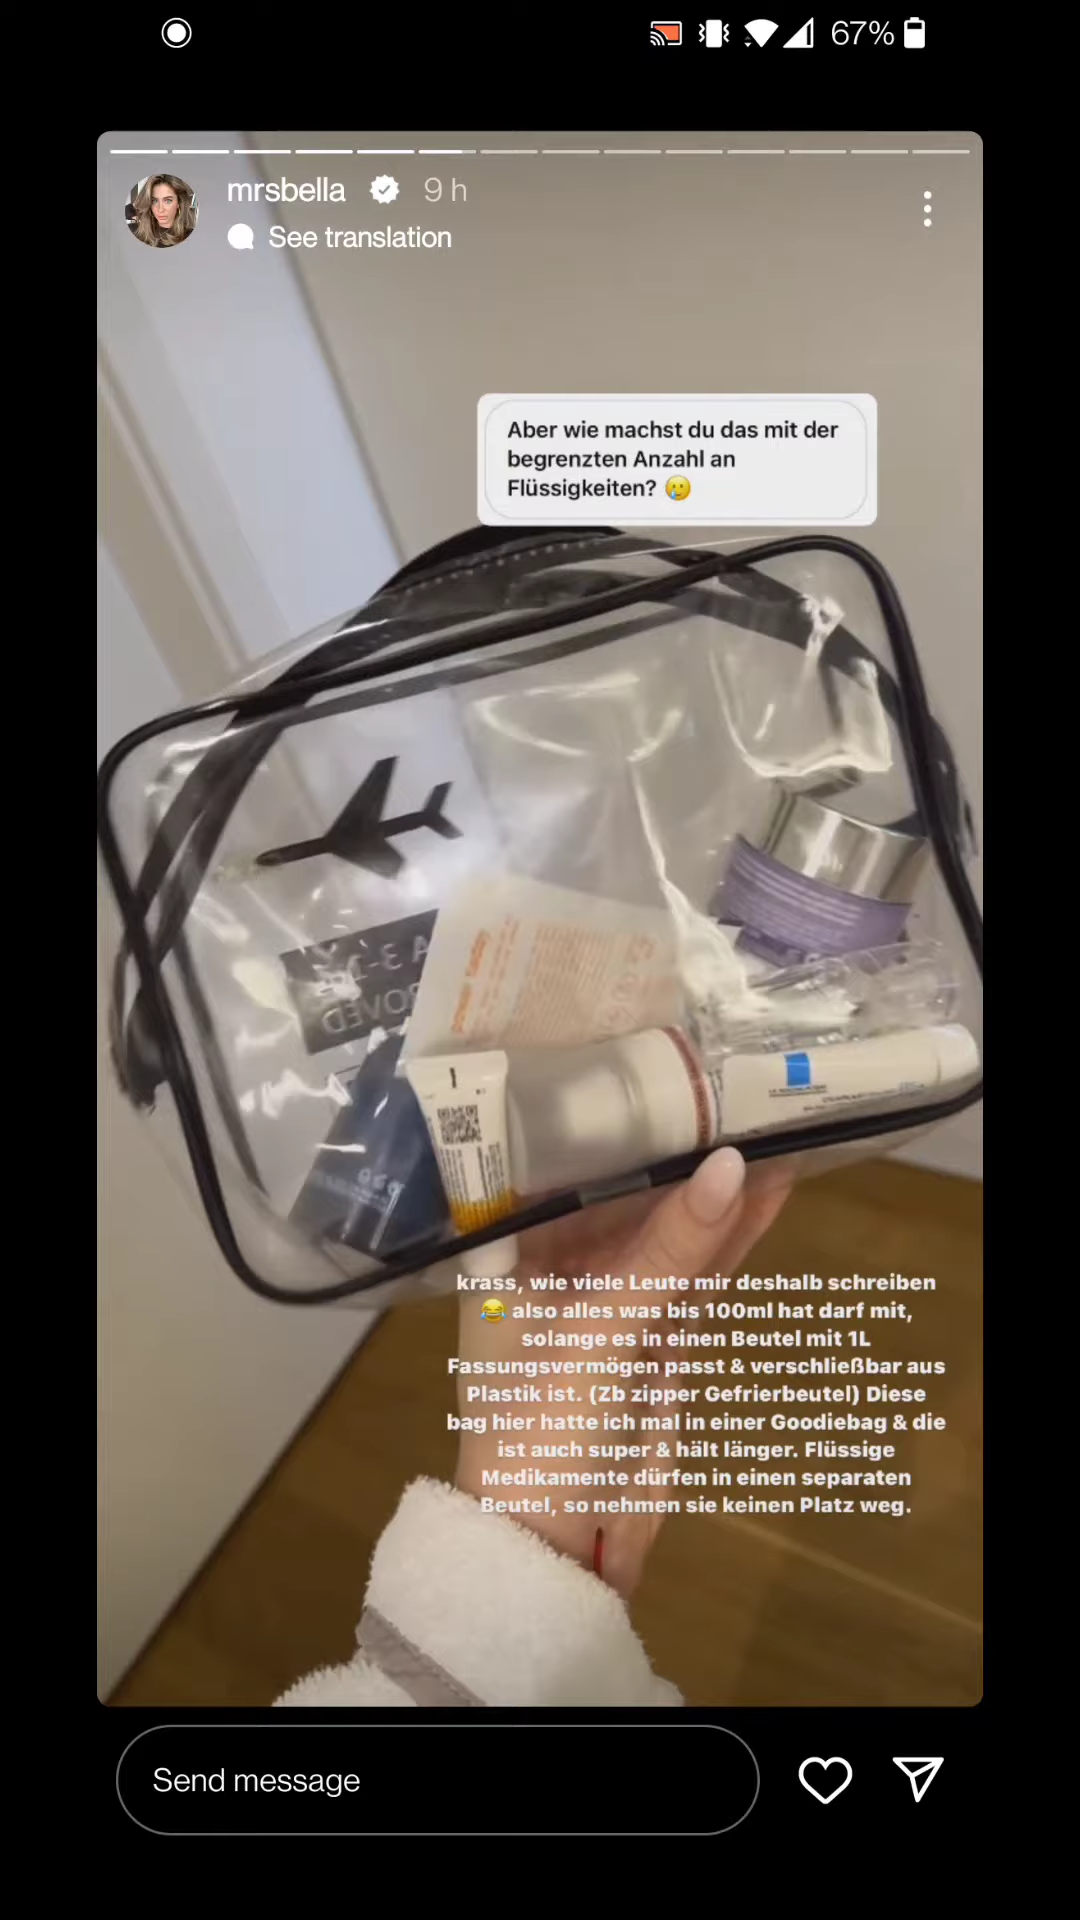 67%
mrsbella
9 h
See translation
Aber wie machst du das mit der
begrenzten Anzahl an
Flüssigkeiten? 🥲
krass, wie viele Leute mir deshalb schreiben
😂 also alles was bis 100ml hat darf mit,
solange es in einen Beutel mit 1L
Fassungsvermögen passt & verschließbar aus
Plastik ist. (Zb zipper Gefrierbeutel) Diese
bag hier hatte ich mal in einer Goodiebag & die
ist auch super & hält länger. Flüssige
Medikamente dürfen in einen separaten
Beutel, so nehmen sie keinen Platz weg.
Send message